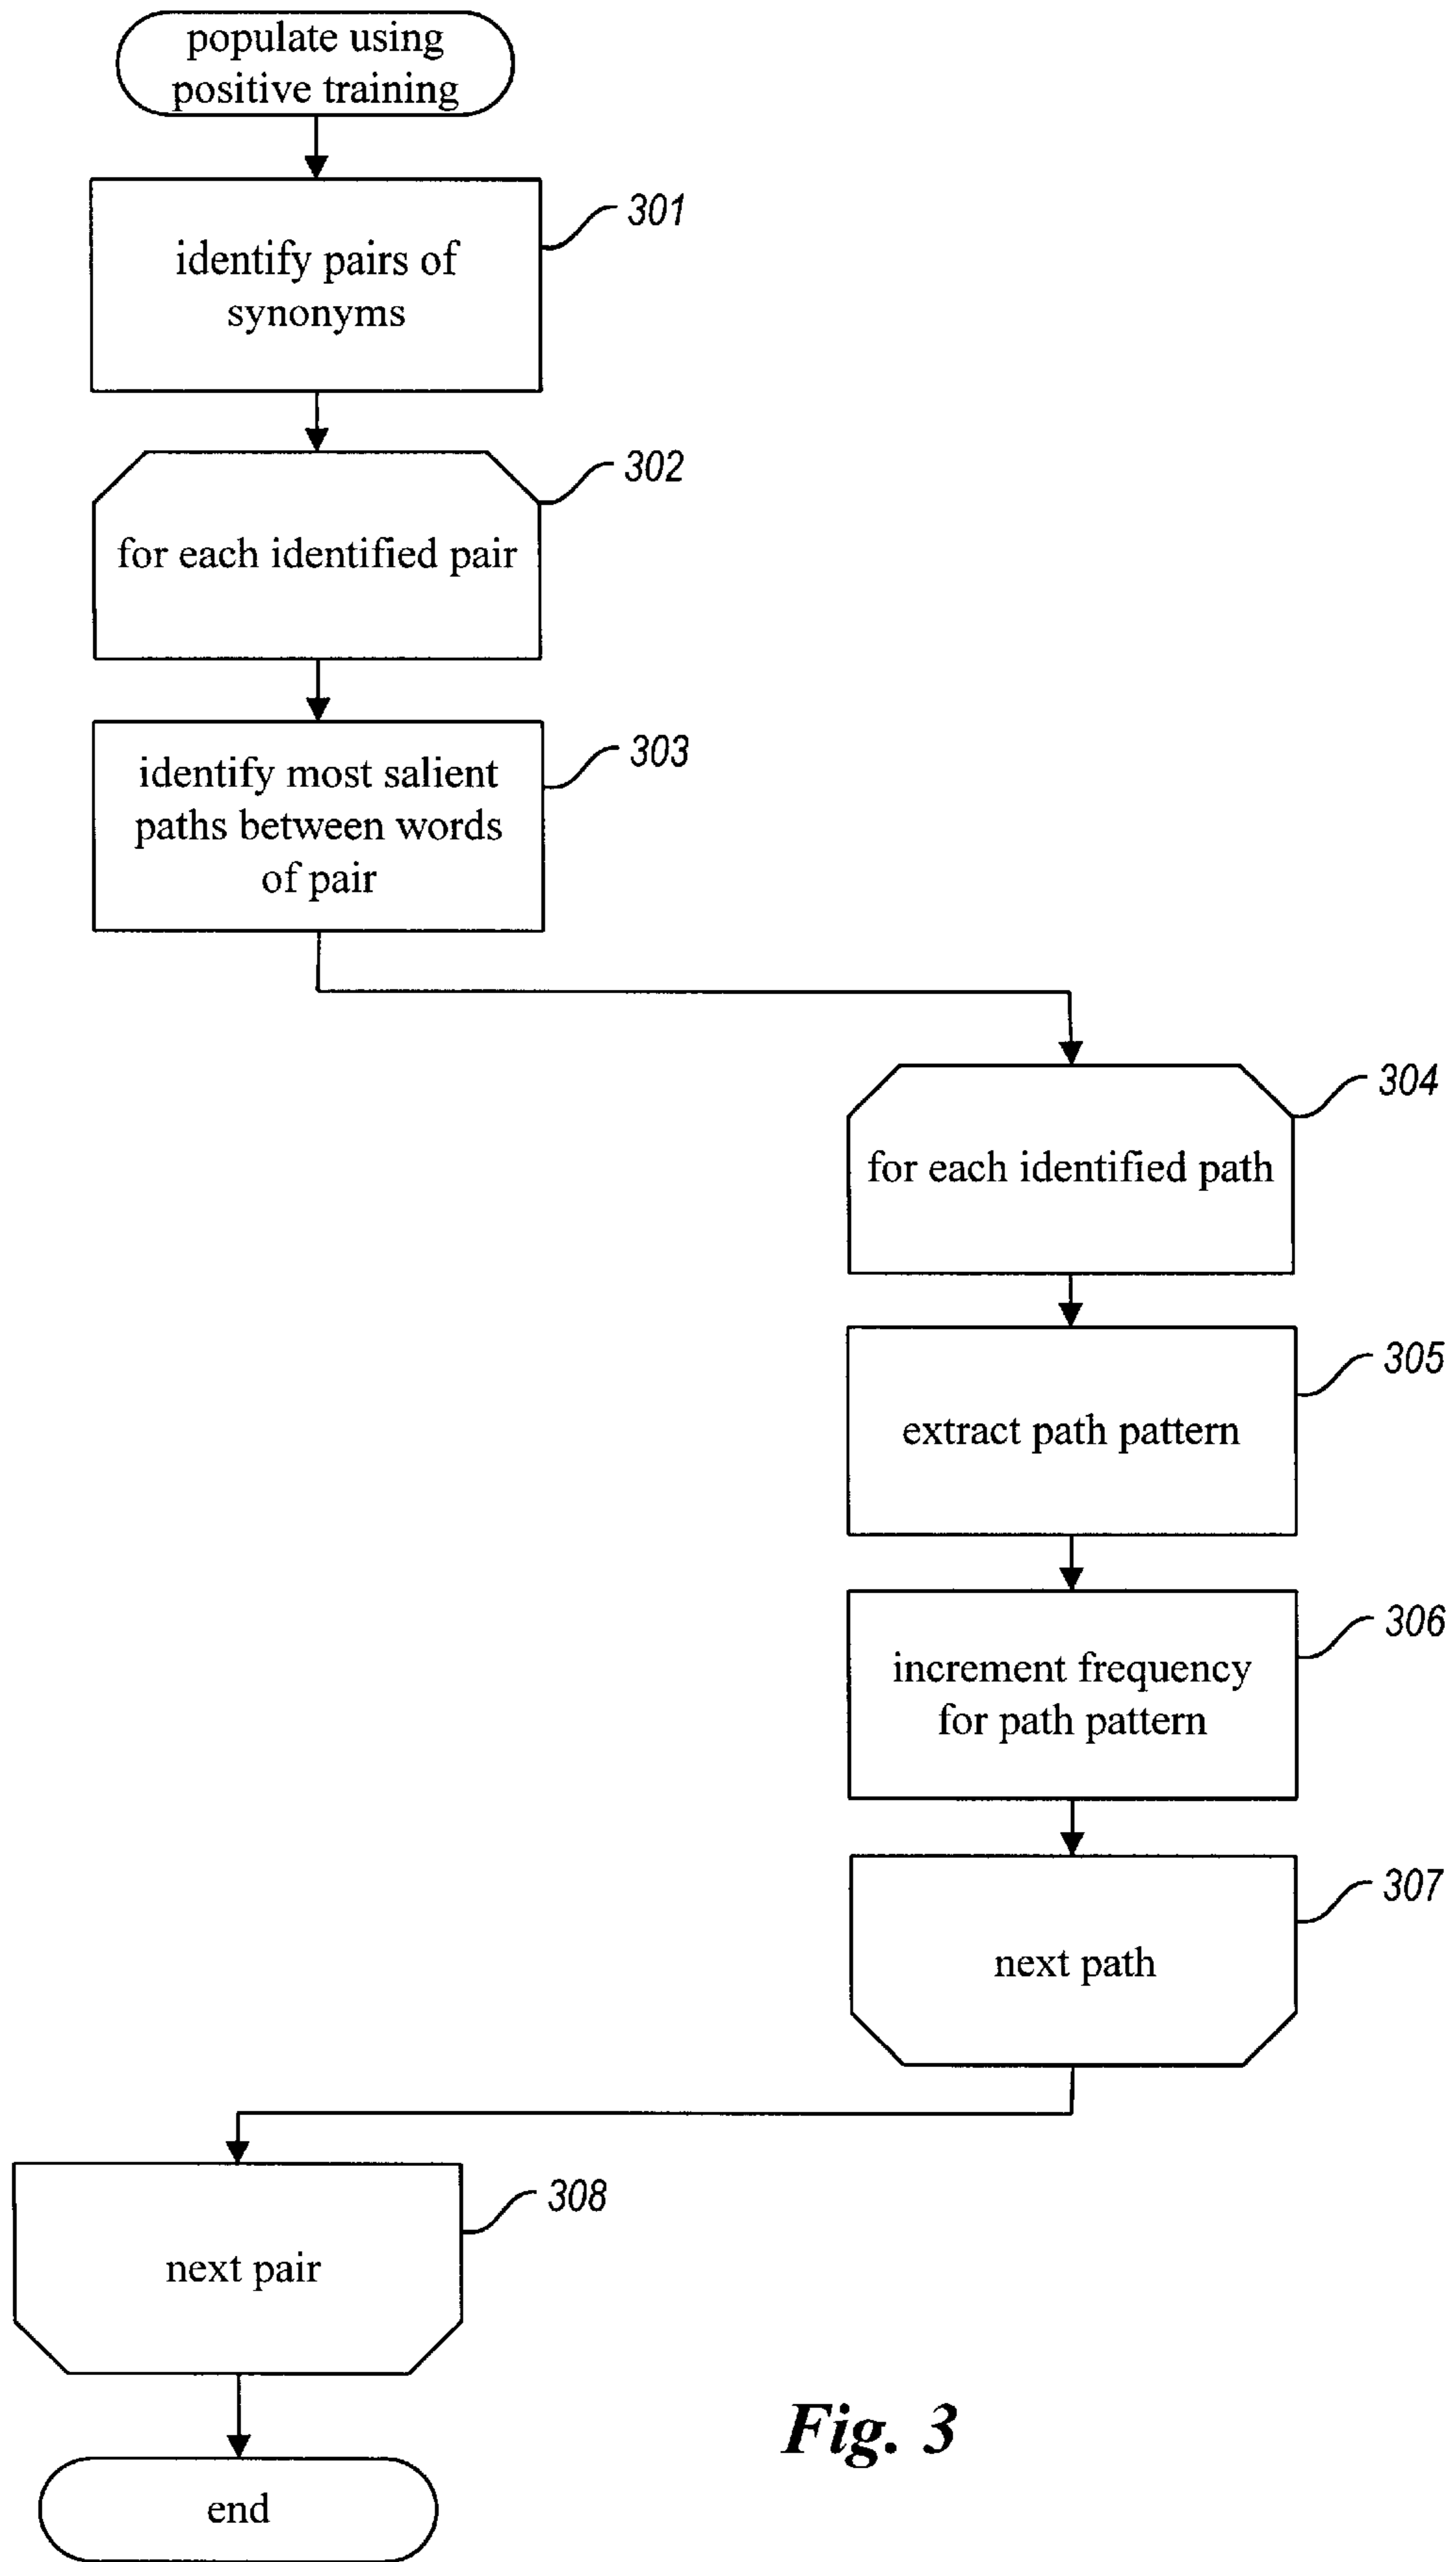 populate using
positive training
301
identify pairs of
synonyms
302
for each identified pair
303
identify most salient
paths between words
of pair
304
for each identified path
305
extract path pattern
306
increment frequency
for path pattern
307
next path
308
next pair
Fig. 3
end